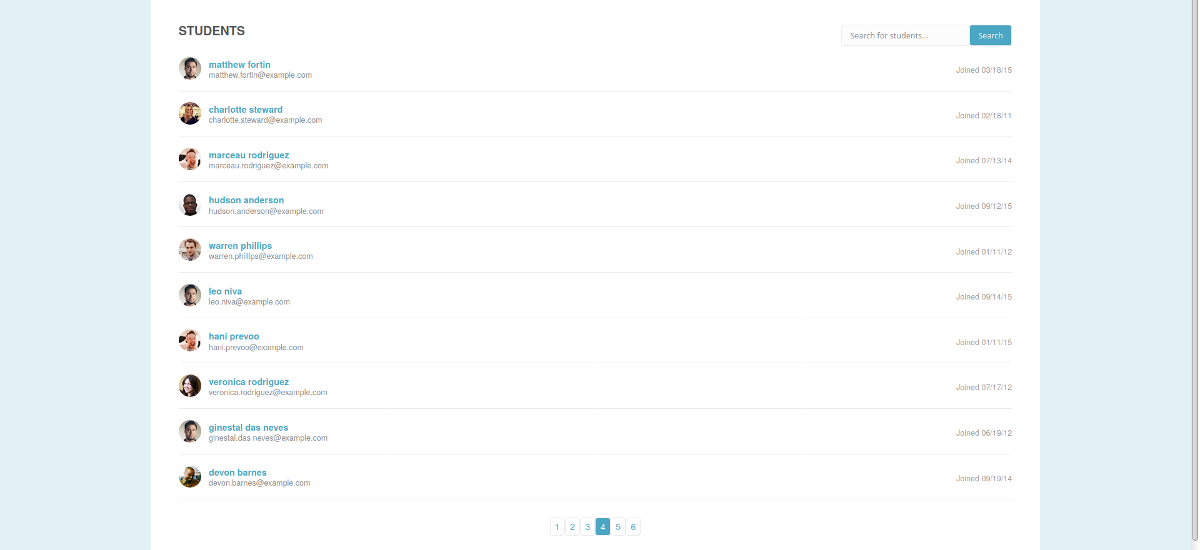 STUDENTS
Search for students...
Search
matthew fortin
matthew.fortin@example.com
Joined 03/18/15
charlotte steward
charlotte.steward@example.com
Joined 02/18/11
marceau rodriguez
marceau.rodriguez@example.com
Joined 07/13/14
hudson anderson
hudson.anderson@example.com
Joined 09/12/15
warren phillips
warren.phillips@example.com
Joined 01/11/12
leo niva
leo.niva@example.com
Joined 09/14/15
hani prevoo
hani.prevoo@example.com
Joined 01/11/15
veronica rodriguez
veronica.rodriguez@example.com
Joined 07/17/12
ginestal das neves
ginestal.das neves@example.com
Joined 06/19/12
devon barnes
devon.barnes@example.com
Joined 09/19/14
1 2 3 4 5 6